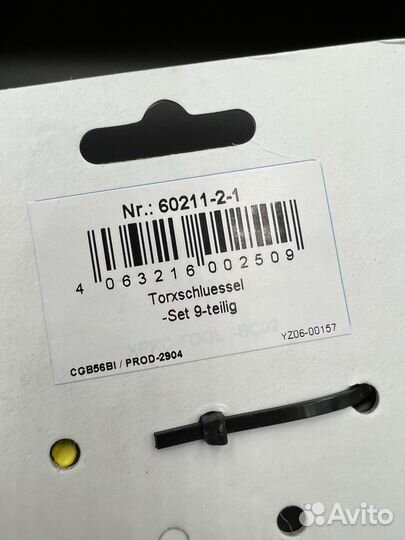 Nr.: 60211-2-1
4 063216 002509
Torxschluessel
-Set 9-teilig
YZ06-00157
CGB56BI / PROD-2904
Avito